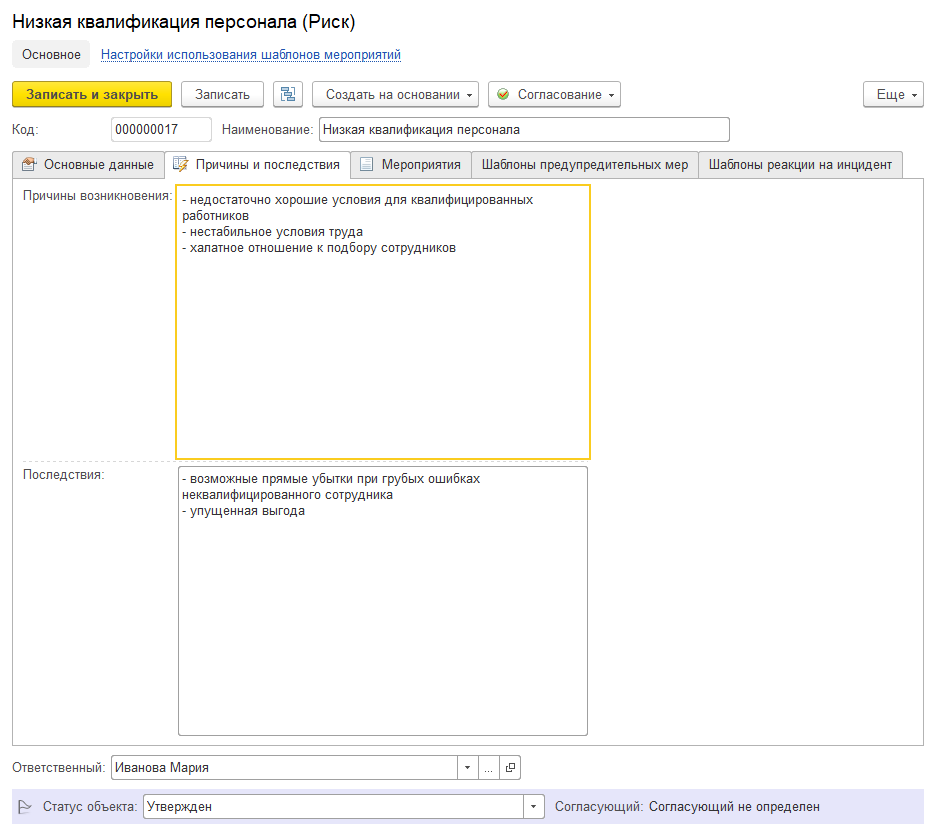 Низкая квалификация персонала (Риск)
Основное Настройки использования шаблонов мероприятий
Записать и закрыть Записать Создать на основании Согласование Еще
Код: 000000017 Наименование: Низкая квалификация персонала
Основные данные Причины и последствия Мероприятия Шаблоны предупредительных мер Шаблоны реакции на инцидент
Причины возникновения: - недостаточно хорошие условия для квалифицированных
работников
- нестабильное условия труда
- халатное отношение к подбору сотрудников
Последствия: - возможные прямые убытки при грубых ошибках
неквалифицированного сотрудника
- упущенная выгода
Ответственный: Иванова Мария ...
Статус объекта: Утвержден Согласующий: Согласующий не определен